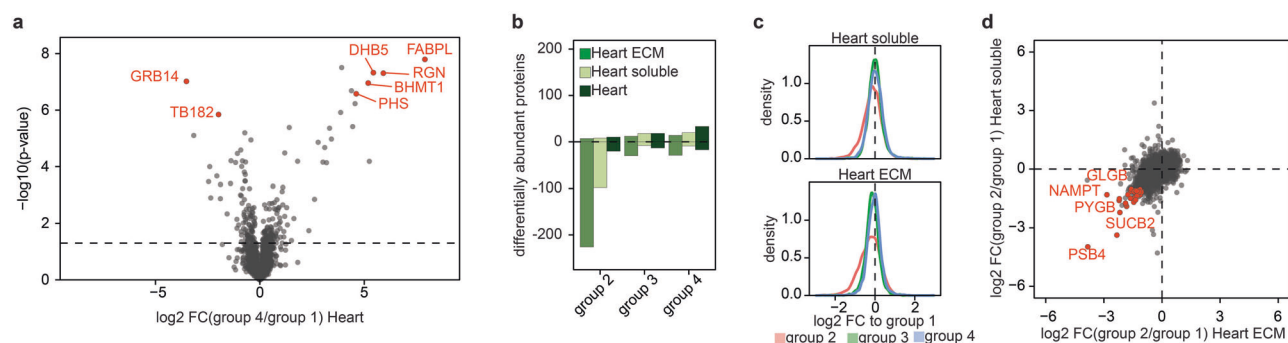 a
8
6
4
2
0
−log10(p-value)
GRB14
TB182
DHB5
FABPL
RGN
BHMT1
PHS
−5
0
5
log2 FC(group 4/group 1) Heart
b
200
100
0
-100
-200
differentially abundant proteins
Heart ECM
Heart soluble
Heart
group 2
group 3
group 4
c
Heart soluble
1.0
0.5
0.0
density
Heart ECM
1.0
0.5
0.0
density
-2
0
2
log2 FC to group 1
group 2
group 3
group 4
d
6
3
0
−3
−6
log2 FC(group 2/group 1) Heart soluble
GLGB
NAMPT
PYGB
SUCB2
PSB4
−6
−3
0
3
6
log2 FC(group 2/group 1) Heart ECM